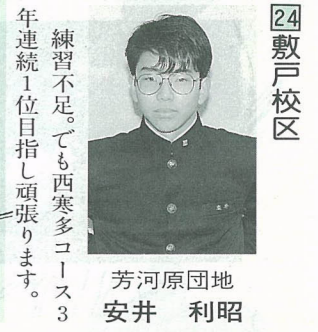 24 敷戸校区
芳河原団地
安井 利昭
練習不足。でも西寒多コース3
年連続1位目指し頑張ります。